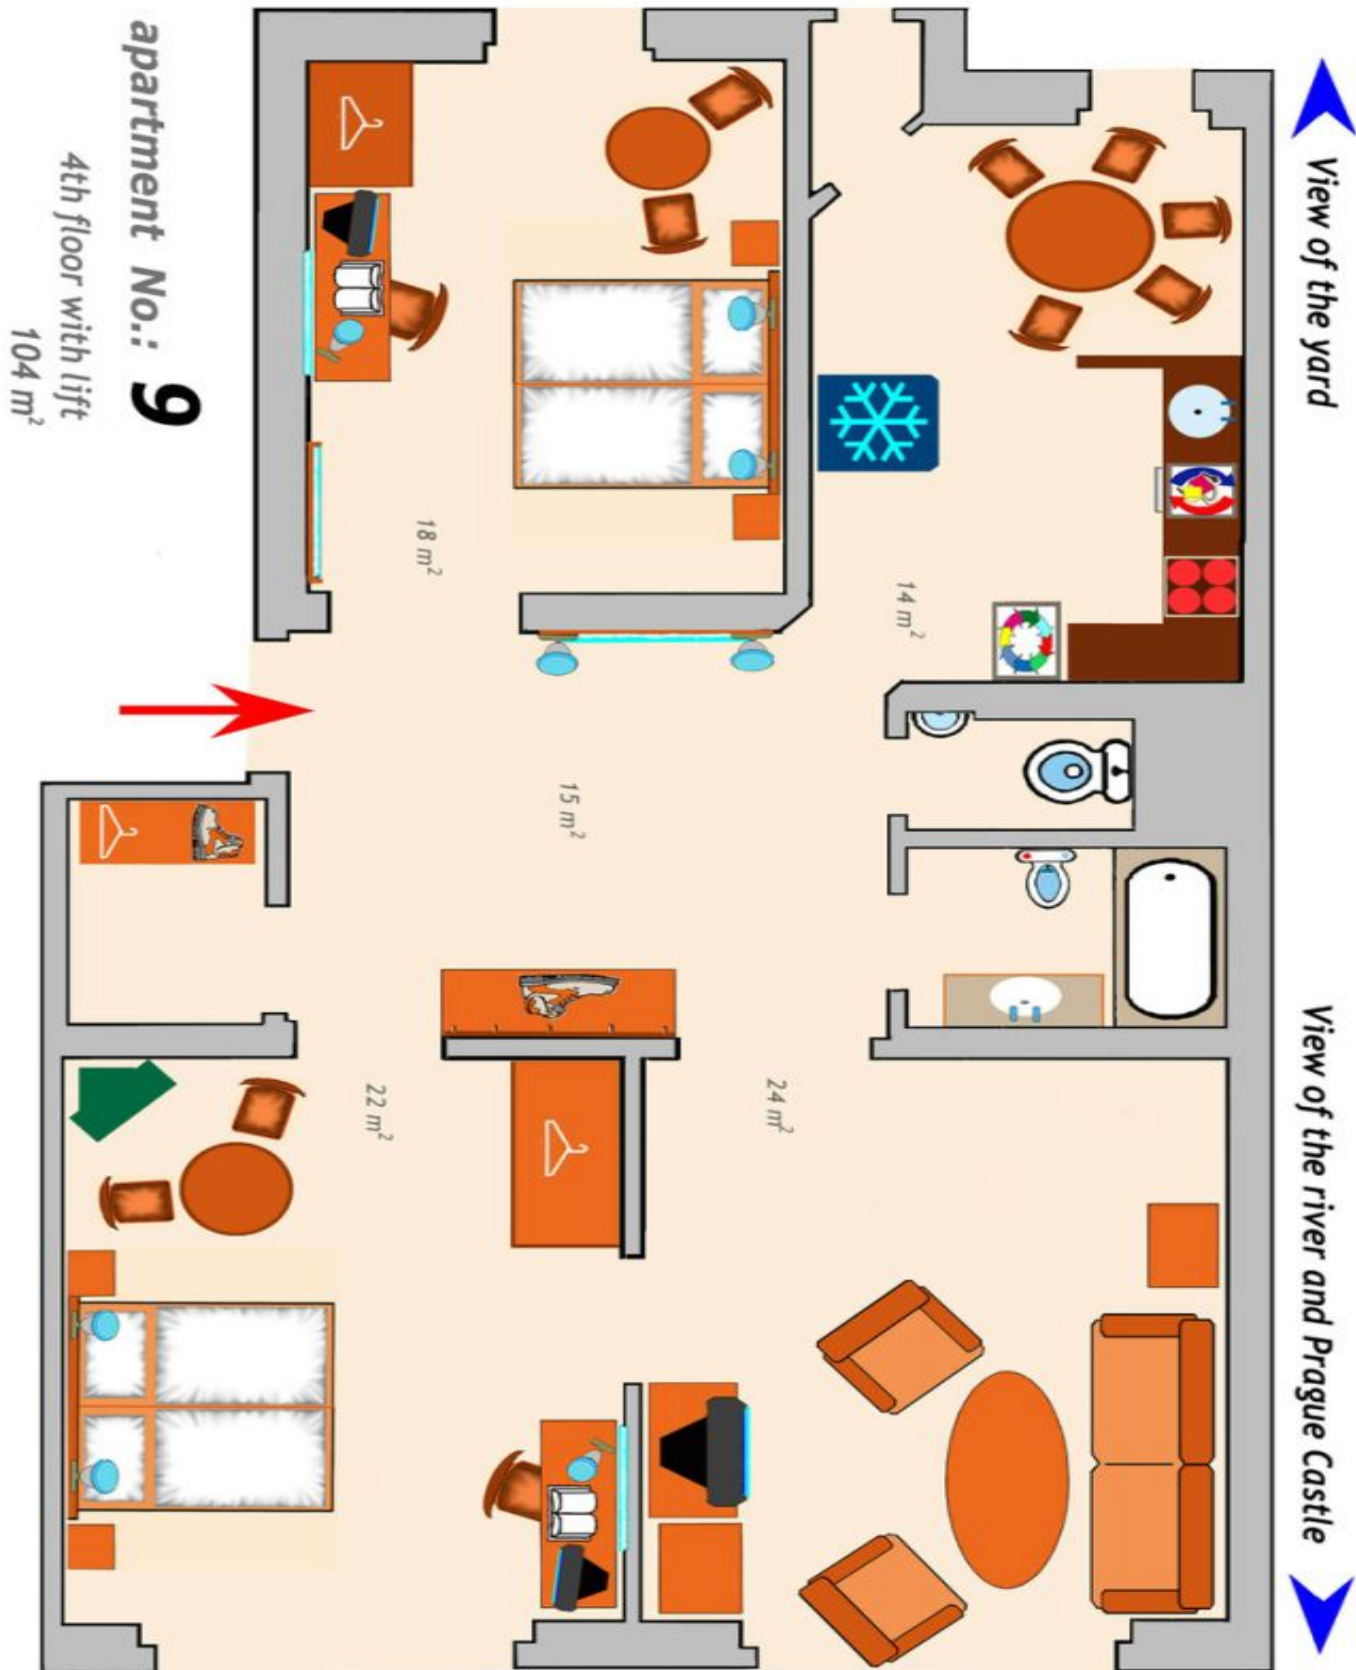 apartment No.: 9
4th floor with lift
104 m²
View of the yard
View of the river and Prague Castle
18 m²
14 m²
15 m²
22 m²
24 m²